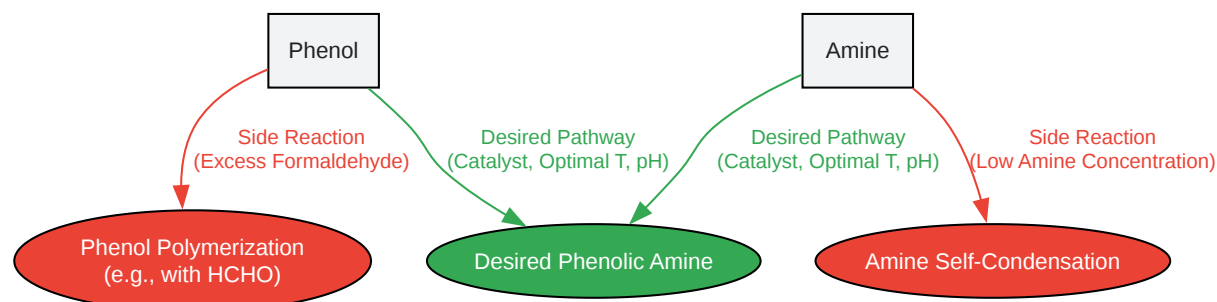 Phenol
Amine
Side Reaction
(Excess Formaldehyde)
Desired Pathway
(Catalyst, Optimal T, pH)
Desired Pathway
(Catalyst, Optimal T, pH)
Side Reaction
(Low Amine Concentration)
Phenol Polymerization
(e.g., with HCHO)
Desired Phenolic Amine
Amine Self-Condensation